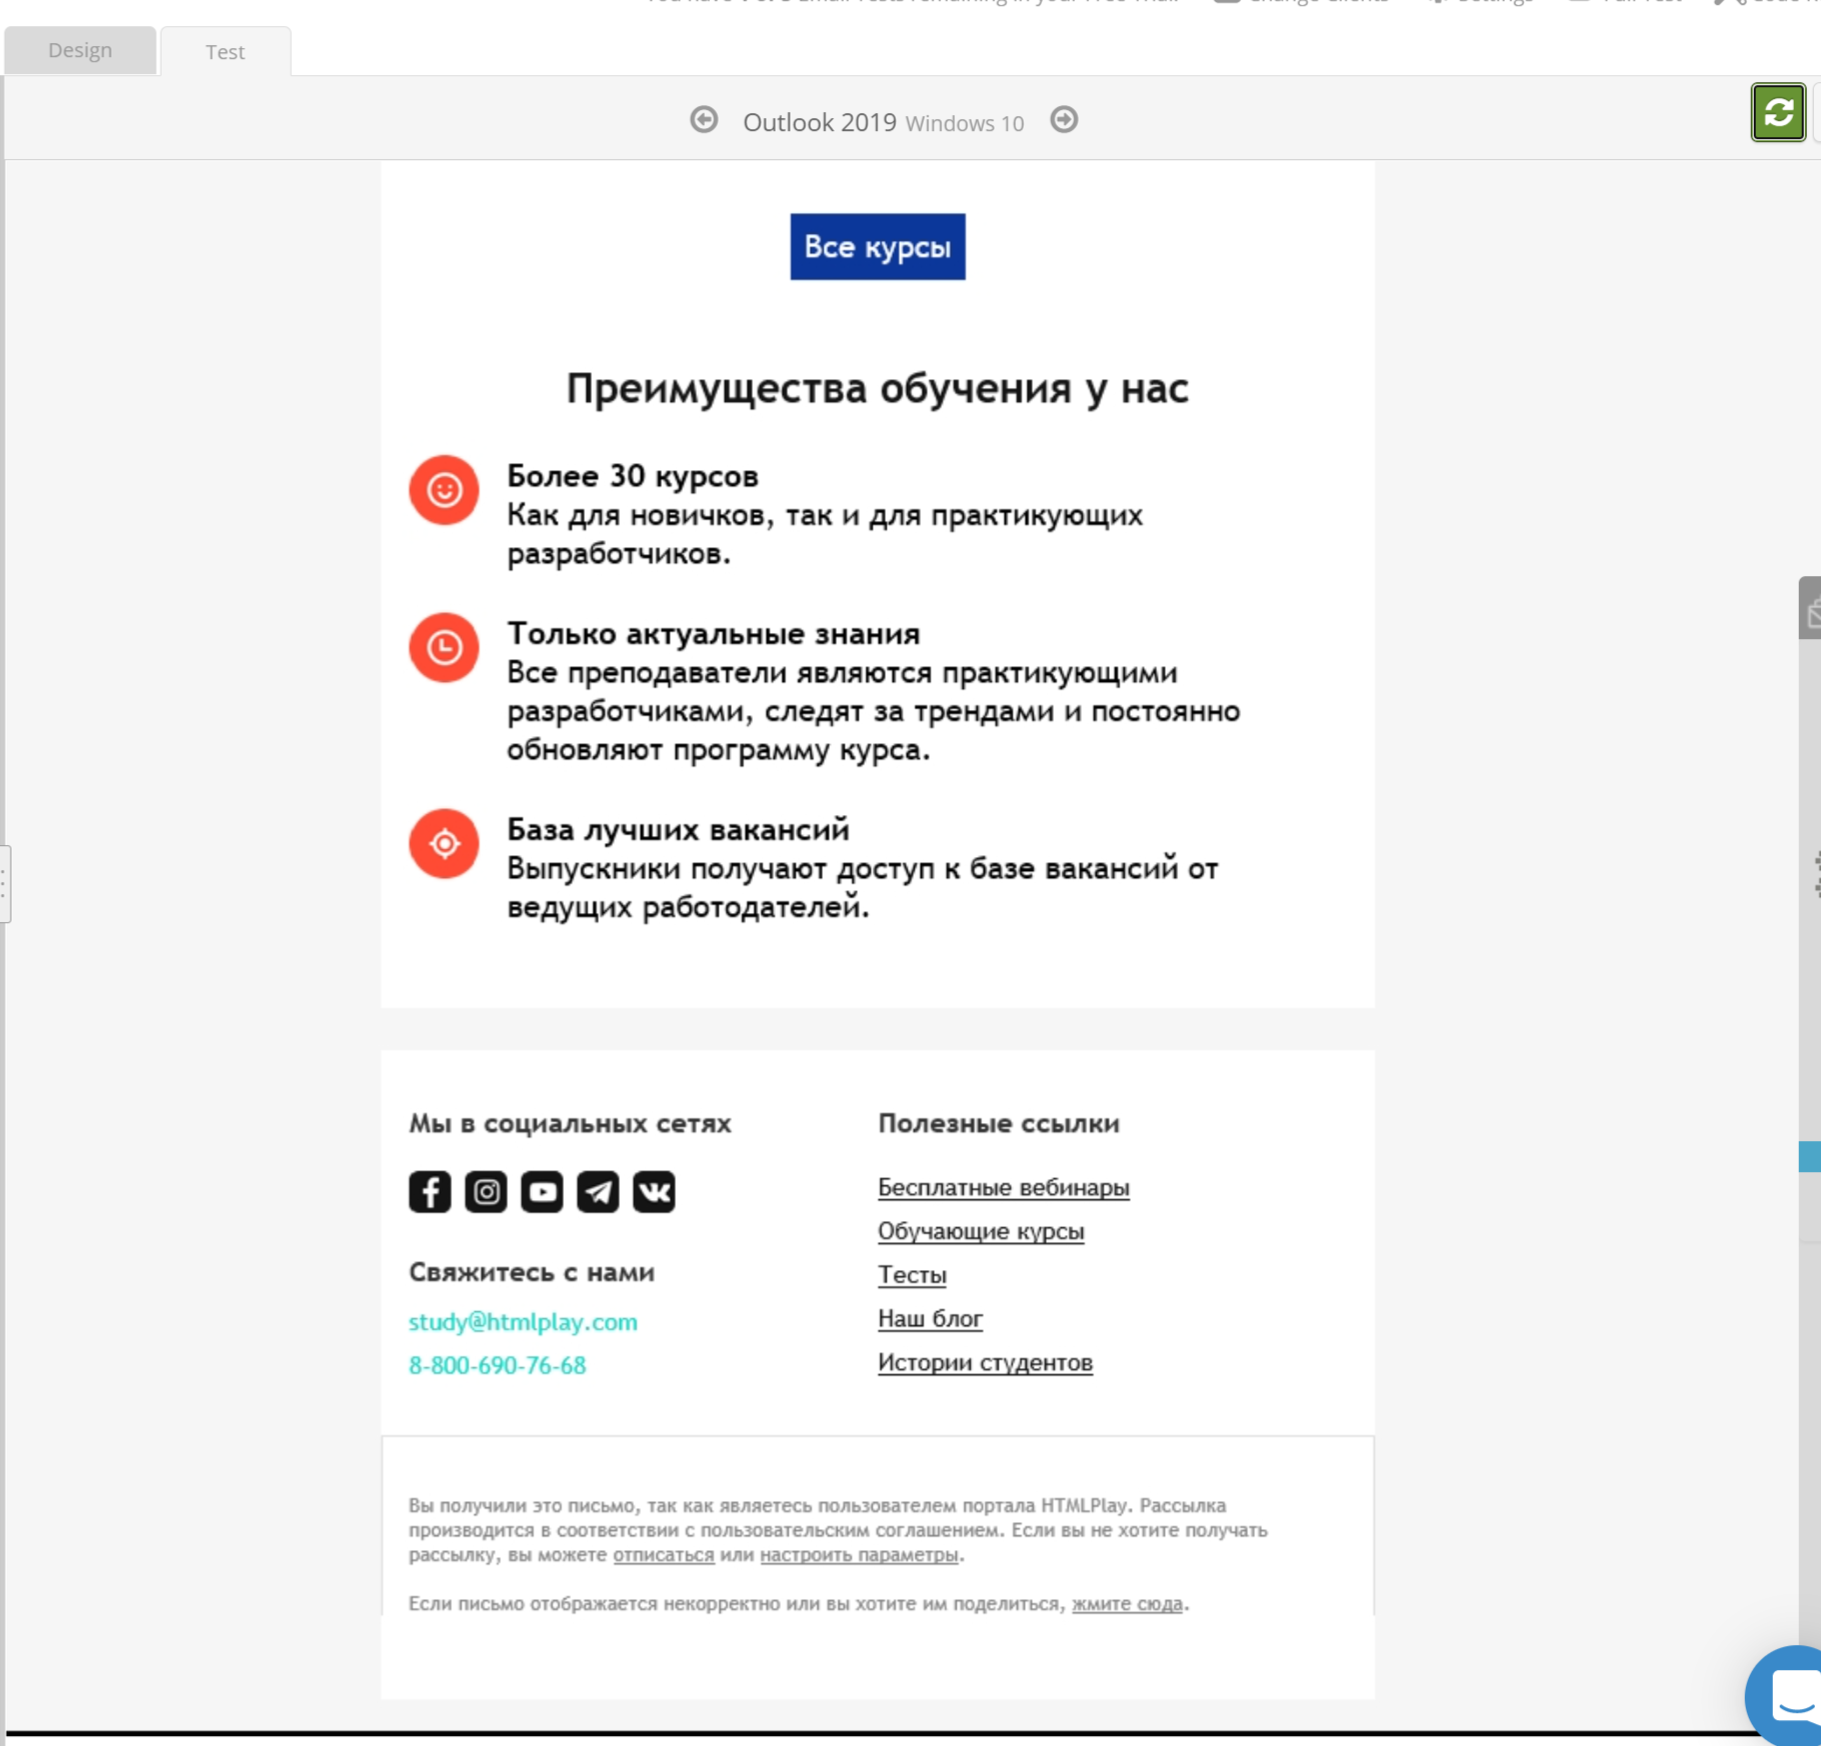 Design
Test
Outlook 2019 Windows 10
Все курсы
Преимущества обучения у нас
Более 30 курсов
Как для новичков, так и для практикующих
разработчиков.
Только актуальные знания
Все преподаватели являются практикующими
разработчиками, следят за трендами и постоянно
обновляют программу курса.
База лучших вакансий
Выпускники получают доступ к базе вакансий от
ведущих работодателей.
Мы в социальных сетях
Свяжитесь с нами
study@htmlplay.com
8-800-690-76-68
Полезные ссылки
Бесплатные вебинары
Обучающие курсы
Тесты
Наш блог
Истории студентов
Вы получили это письмо, так как являетесь пользователем портала HTMLPlay. Рассылка
производится в соответствии с пользовательским соглашением. Если вы не хотите получать
рассылку, вы можете отписаться или настроить параметры.
Если письмо отображается некорректно или вы хотите им поделиться, жмите сюда.